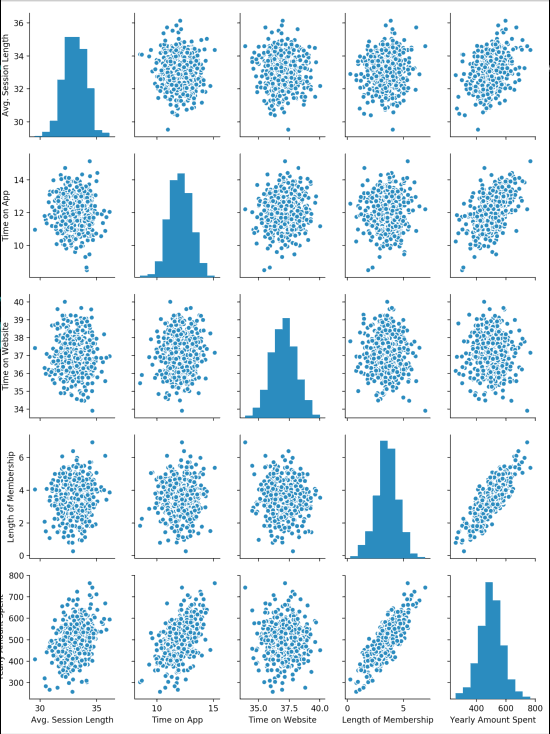 36
34
32
30
Avg. Session Length
14
12
10
Time on App
40
39
38
37
36
35
34
Time on Website
6
4
2
0
Length of Membership
800
700
600
500
400
300
30 35
10 15
35.0 37.5 40.0
0 5
400 600 800
Avg. Session Length
Time on App
Time on Website
Length of Membership
Yearly Amount Spent